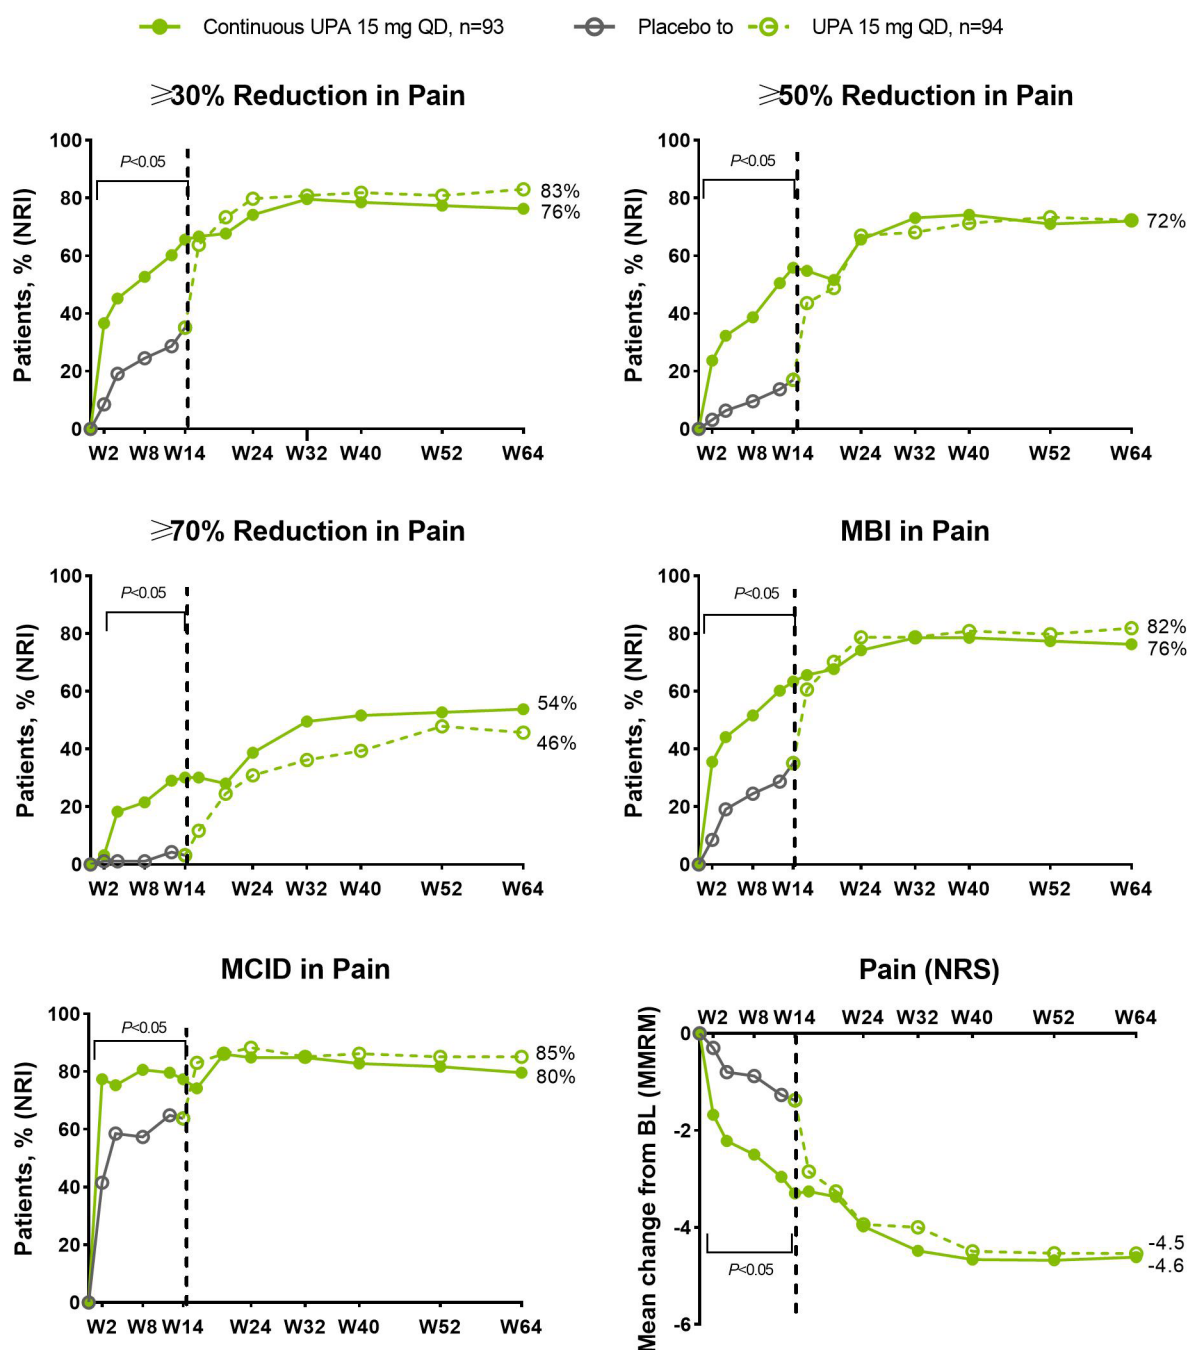 Continuous UPA 15 mg QD, n=93 Placebo to UPA 15 mg QD, n=94
≥30% Reduction in Pain
Patients, % (NRI)
100
80
60
40
20
0
P<0.05
83%
76%
W2 W8 W14 W24 W32 W40 W52 W64
≥50% Reduction in Pain
Patients, % (NRI)
100
80
60
40
20
0
P<0.05
72%
W2 W8 W14 W24 W32 W40 W52 W64
≥70% Reduction in Pain
Patients, % (NRI)
100
80
60
40
20
0
P<0.05
54%
46%
W2 W8 W14 W24 W32 W40 W52 W64
MBI in Pain
Patients, % (NRI)
100
80
60
40
20
0
P<0.05
82%
76%
W2 W8 W14 W24 W32 W40 W52 W64
MCID in Pain
Patients, % (NRI)
100
80
60
40
20
0
P<0.05
85%
80%
W2 W8 W14 W24 W32 W40 W52 W64
Pain (NRS)
Mean change from BL (MMRM)
W2 W8 W14 W24 W32 W40 W52 W64
0
-2
-4
-6
P<0.05
-4.5
-4.6